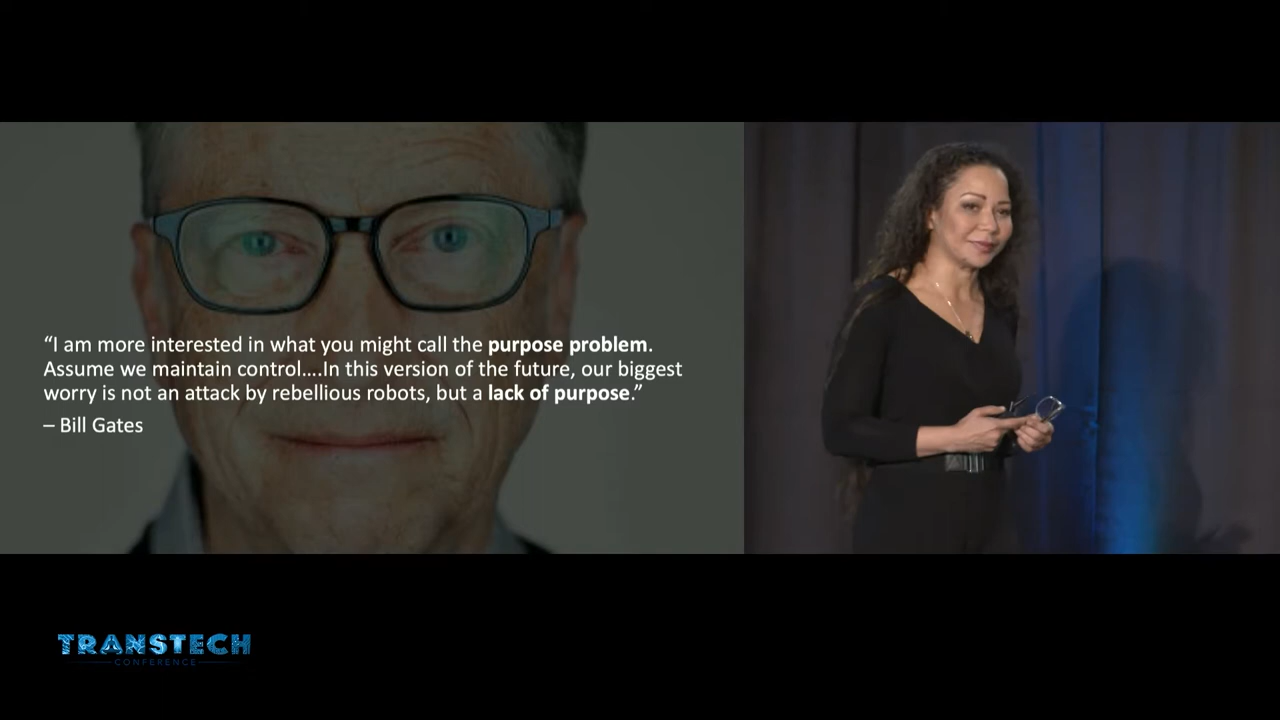 “I am more interested in what you might call the purpose problem.
Assume we maintain control....In this version of the future, our biggest
worry is not an attack by rebellious robots, but a lack of purpose.”
– Bill Gates
TRANSTECH
CONFERENCE